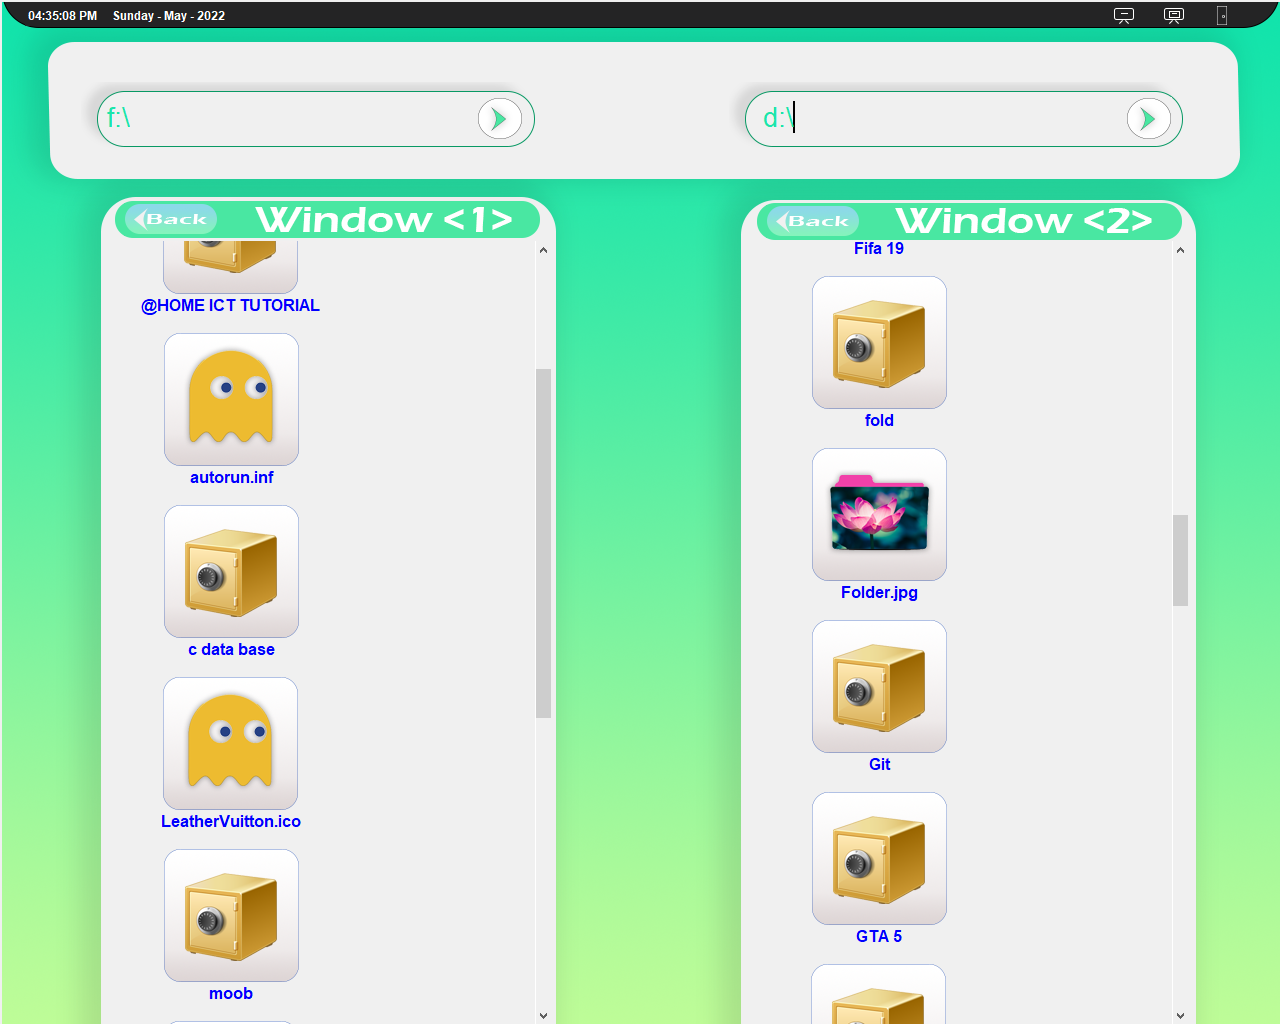 04:35:08 PM Sunday - May - 2022
f:\
d:\
Back Window <1>
@HOME ICT TUTORIAL
autorun.inf
c data base
LeatherVuitton.ico
moob
Back Window <2>
Fifa 19
fold
Folder.jpg
Git
GTA 5